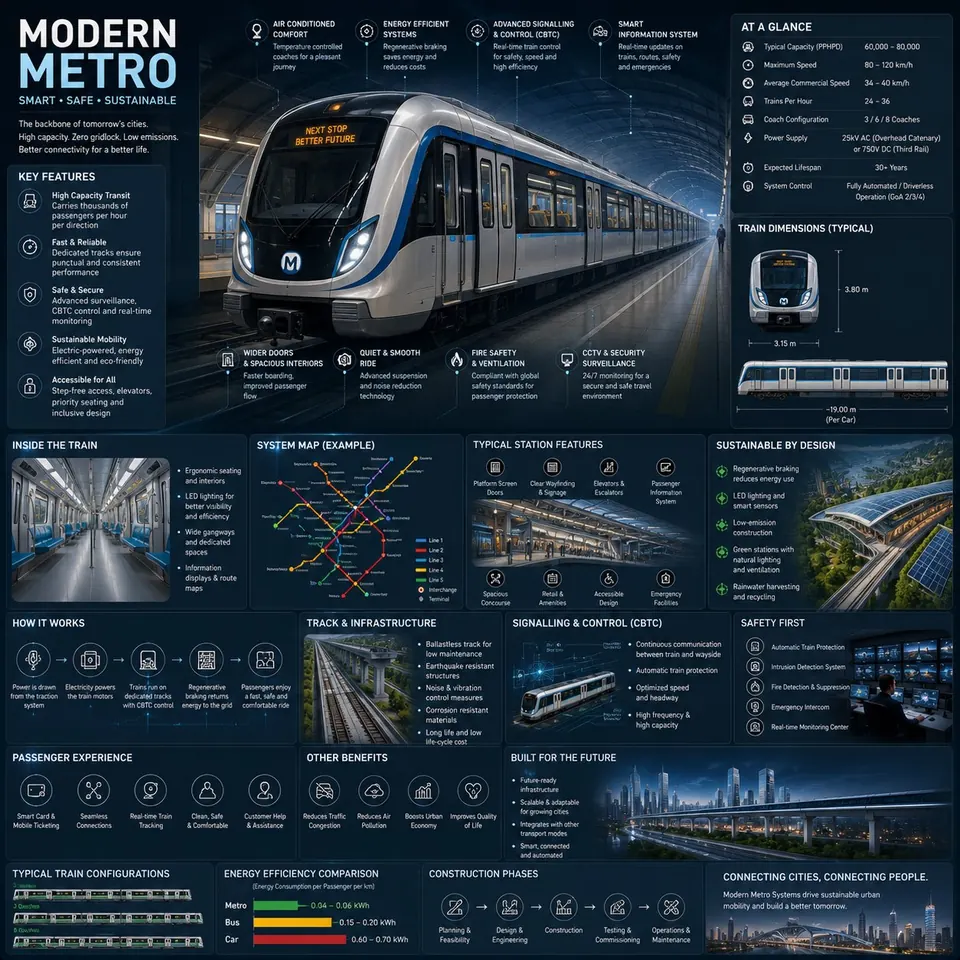 MODERN
METRO
SMART • SAFE • SUSTAINABLE
The backbone of tomorrow's cities.
High capacity. Zero gridlock. Low emissions.
Better connectivity for a better life.
KEY FEATURES
High Capacity Transit
Carries thousands of
passengers per hour
per direction
Fast & Reliable
Dedicated tracks ensure
punctual and consistent
performance
Safe & Secure
Advanced surveillance,
CBTC control and real-time
monitoring
Sustainable Mobility
Electric-powered, energy
efficient and eco-friendly
Accessible for All
Step-free access, elevators,
priority seating and
inclusive design
AIR CONDITIONED
COMFORT
Temperature controlled
coaches for a pleasant
journey
ENERGY EFFICIENT
SYSTEMS
Regenerative braking
saves energy and
reduces costs
ADVANCED SIGNALLING
& CONTROL (CBTC)
Real-time train control
for safety, speed and
high efficiency
SMART
INFORMATION SYSTEM
Real-time updates on
trains, routes, safety
and emergencies
NEXT STOP
BETTER FUTURE
M
WIDER DOORS
& SPACIOUS INTERIORS
Faster boarding,
improved passenger
flow
QUIET & SMOOTH
RIDE
Advanced suspension
and noise reduction
technology
FIRE SAFETY
& VENTILATION
Compliant with global
safety standards for
passenger protection
CCTV & SECURITY
SURVEILLANCE
24/7 monitoring for a
secure and safe travel
environment
AT A GLANCE
Typical Capacity (PPHPD) 60,000 – 80,000
Maximum Speed 80 – 120 km/h
Average Commercial Speed 34 – 40 km/h
Trains Per Hour 24 – 36
Coach Configuration 3 / 6 / 8 Coaches
Power Supply 25kV AC (Overhead Catenary)
or 750V DC (Third Rail)
Expected Lifespan 30+ Years
System Control Fully Automated / Driverless
Operation (GoA 2/3/4)
TRAIN DIMENSIONS (TYPICAL)
M
3.80 m
3.15 m
~19.00 m
(Per Car)
INSIDE THE TRAIN
• Ergonomic seating
and interiors
• LED lighting for
better visibility
and efficiency
• Wide gangways
and dedicated
spaces
• Information
displays & route
maps
SYSTEM MAP (EXAMPLE)
Line 1
Line 2
Line 3
Line 4
Line 5
Interchange
Terminal
TYPICAL STATION FEATURES
Platform Screen
Doors
Clear Wayfinding
& Signage
Elevators &
Escalators
Passenger
Information
System
Spacious
Concourse
Retail &
Amenities
Accessible
Design
Emergency
Facilities
SUSTAINABLE BY DESIGN
Regenerative braking
reduces energy use
LED lighting and
smart sensors
Low-emission
construction
Green stations with
natural lighting
and ventilation
Rainwater harvesting
and recycling
HOW IT WORKS
Power is drawn
from the traction
system
Electricity powers
the train motors
Trains run on
dedicated tracks
with CBTC control
Regenerative
braking returns
energy to the grid
Passengers enjoy
a fast, safe and
comfortable ride
TRACK & INFRASTRUCTURE
• Ballastless track for
low maintenance
• Earthquake resistant
structures
• Noise & vibration
control measures
• Corrosion resistant
materials
• Long life and low
life-cycle cost
SIGNALLING & CONTROL (CBTC)
• Continuous communication
between train and wayside
• Automatic train protection
• Optimized speed
and headway
• High frequency &
high capacity
SAFETY FIRST
Automatic Train Protection
Intrusion Detection System
Fire Detection & Suppression
Emergency Intercom
Real-time Monitoring Center
PASSENGER EXPERIENCE
Smart Card &
Mobile Ticketing
Seamless
Connections
Real-time Train
Tracking
Clean, Safe
& Comfortable
Customer Help
& Assistance
OTHER BENEFITS
Reduces Traffic
Congestion
Reduces Air
Pollution
Boosts Urban
Economy
Improves Quality
of Life
BUILT FOR THE FUTURE
• Future-ready
infrastructure
• Scalable & adaptable
for growing cities
• Integrates with other
transport modes
• Smart, connected
and automated
TYPICAL TRAIN CONFIGURATIONS
ENERGY EFFICIENCY COMPARISON
(Energy Consumption per Passenger per km)
Metro 0.04 – 0.06 kWh
Bus 0.15 – 0.20 kWh
Car 0.60 – 0.70 kWh
CONSTRUCTION PHASES
Planning &
Feasibility
Design &
Engineering
Construction
Testing &
Commissioning
Operations &
Maintenance
CONNECTING CITIES, CONNECTING PEOPLE.
Modern Metro Systems drive sustainable urban
mobility and build a better tomorrow.